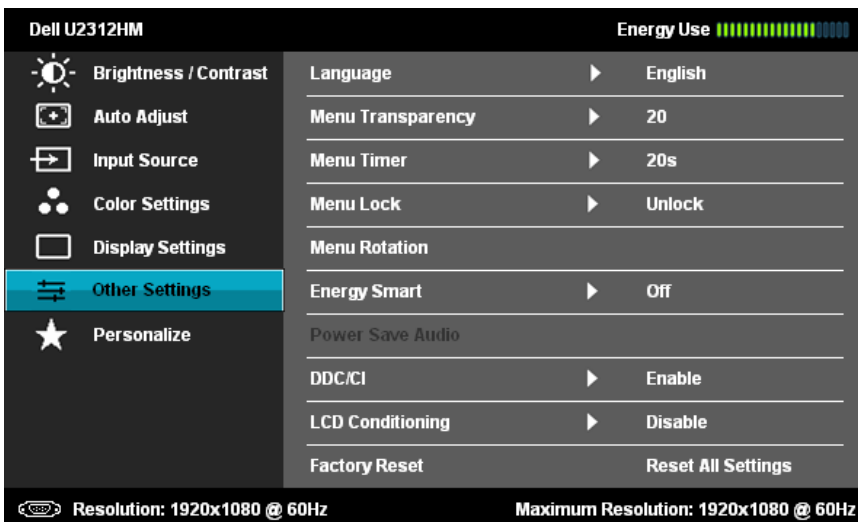 Dell U2312HM Energy Use
Brightness / Contrast
Auto Adjust
Input Source
Color Settings
Display Settings
Other Settings
Personalize
Language English
Menu Transparency 20
Menu Timer 20s
Menu Lock Unlock
Menu Rotation
Energy Smart Off
Power Save Audio
DDC/CI Enable
LCD Conditioning Disable
Factory Reset Reset All Settings
Resolution: 1920x1080 @ 60Hz Maximum Resolution: 1920x1080 @ 60Hz